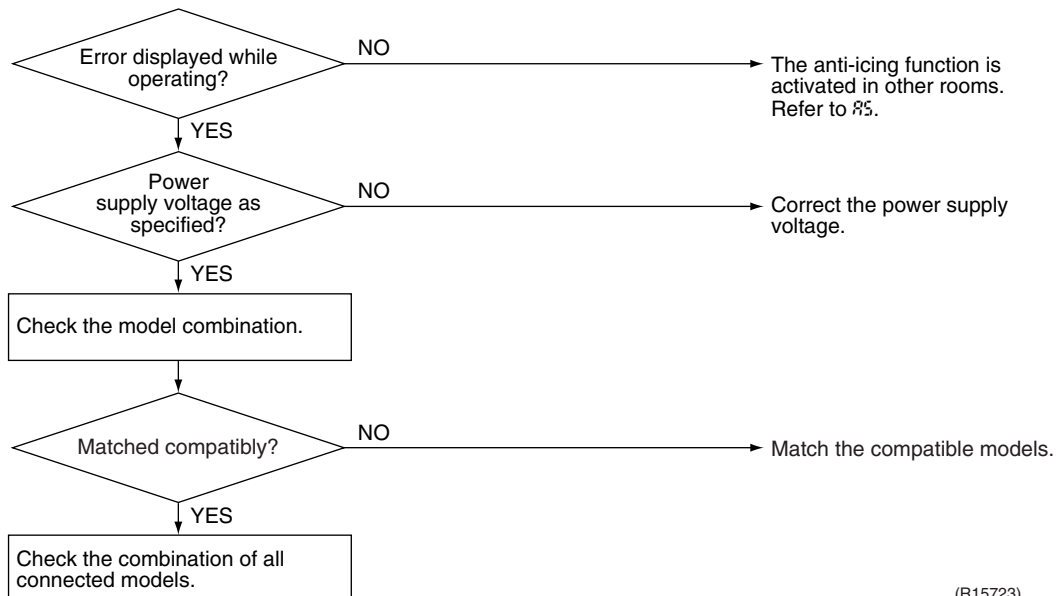 Error displayed while
operating?
NO
The anti-icing function is
activated in other rooms.
Refer to A5.
YES
Power
supply voltage as
specified?
NO
Correct the power supply
voltage.
YES
Check the model combination.
Matched compatibly?
NO
Match the compatible models.
YES
Check the combination of all
connected models.
(R15723)